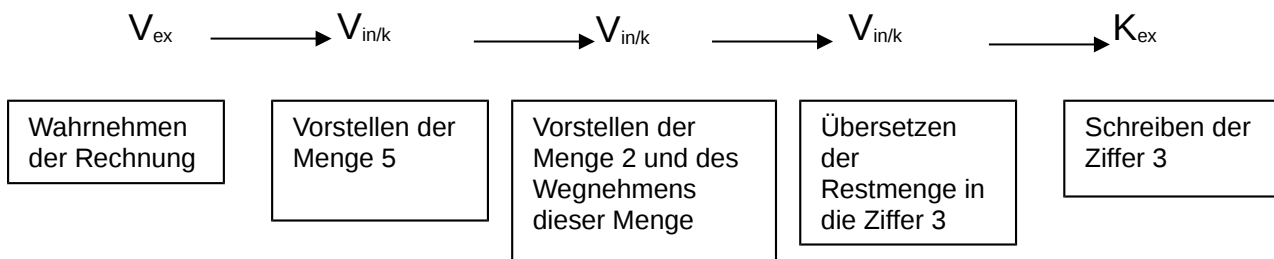 Vex Vin/k Vin/k Vin/k Kex
Wahrnehmen
der Rechnung
Vorstellen der
Menge 5
Vorstellen der
Menge 2 und des
Wegnehmens
dieser Menge
Übersetzen
der
Restmenge in
die Ziffer 3
Schreiben der
Ziffer 3